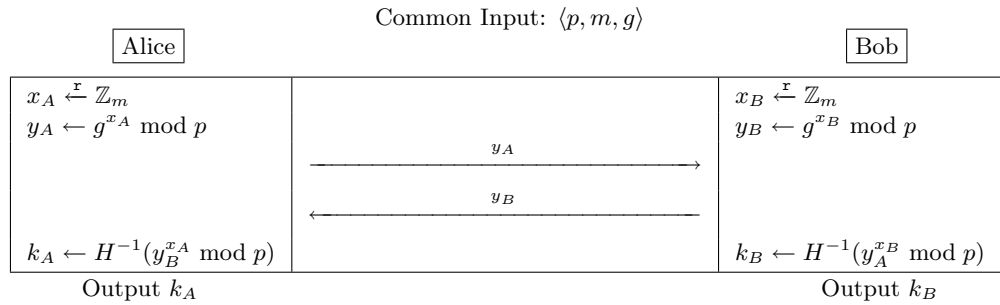 Common Input: ⟨p, m, g⟩
Alice
Bob
x_A ←r ℤ_m
x_B ←r ℤ_m
y_A ← g^{x_A} mod p
y_B ← g^{x_B} mod p
y_A
y_B
k_A ← H^{-1}(y_B^{x_A} mod p)
k_B ← H^{-1}(y_A^{x_B} mod p)
Output k_A
Output k_B